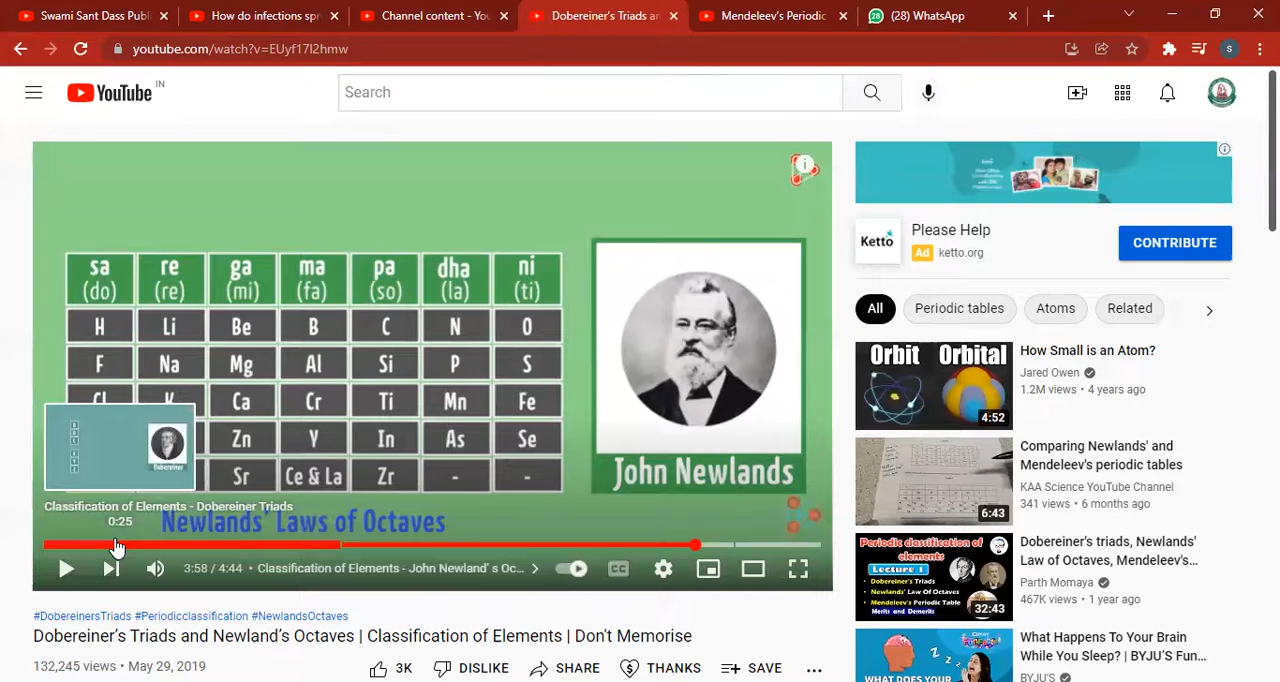 Swami Sant Dass Publ
How do infections spr
Channel content - You
Dobereiner's Triads an
Mendeleev's Periodic
(28) WhatsApp
youtube.com/watch?v=EUyf17I2hmw
YouTube IN
Search
S
sa re ga ma pa dha ni
(do) (re) (mi) (fa) (so) (la) (ti)
H Li Be B C N O
F Na Mg Al Si P S
Cl K Ca Cr Ti Mn Fe
Zn Y In As Se
Sr Ce & La Zr - -
John Newlands
Dobereiner
Classification of Elements - Dobereiner Triads
0:25
Newlands' Laws of Octaves
3:58 / 4:44 • Classification of Elements - John Newland' s Oc...
CC
#DobereinersTriads #Periodicclassification #NewlandsOctaves
Dobereiner's Triads and Newland's Octaves | Classification of Elements | Don't Memorise
132,245 views • May 29, 2019
3K DISLIKE SHARE THANKS SAVE ...
Ketto
Please Help
Ad ketto.org
CONTRIBUTE
All Periodic tables Atoms Related
Orbit Orbital
4:52
How Small is an Atom?
Jared Owen
1.2M views • 4 years ago
6:43
Comparing Newlands' and
Mendeleev's periodic tables
KAA Science YouTube Channel
341 views • 6 months ago
Periodic classification of
elements
Lecture 1
• Dobereiner's Triads
• Newlands' Law Of Octaves
• Mendeleev's Periodic Table
Merits and Demerits
32:43
Dobereiner's triads, Newlands'
Law of Octaves, Mendeleev's...
Parth Momaya
467K views • 1 year ago
WHAT DOES YOUR
What Happens To Your Brain
While You Sleep? | BYJU'S Fun...
BYJU'S